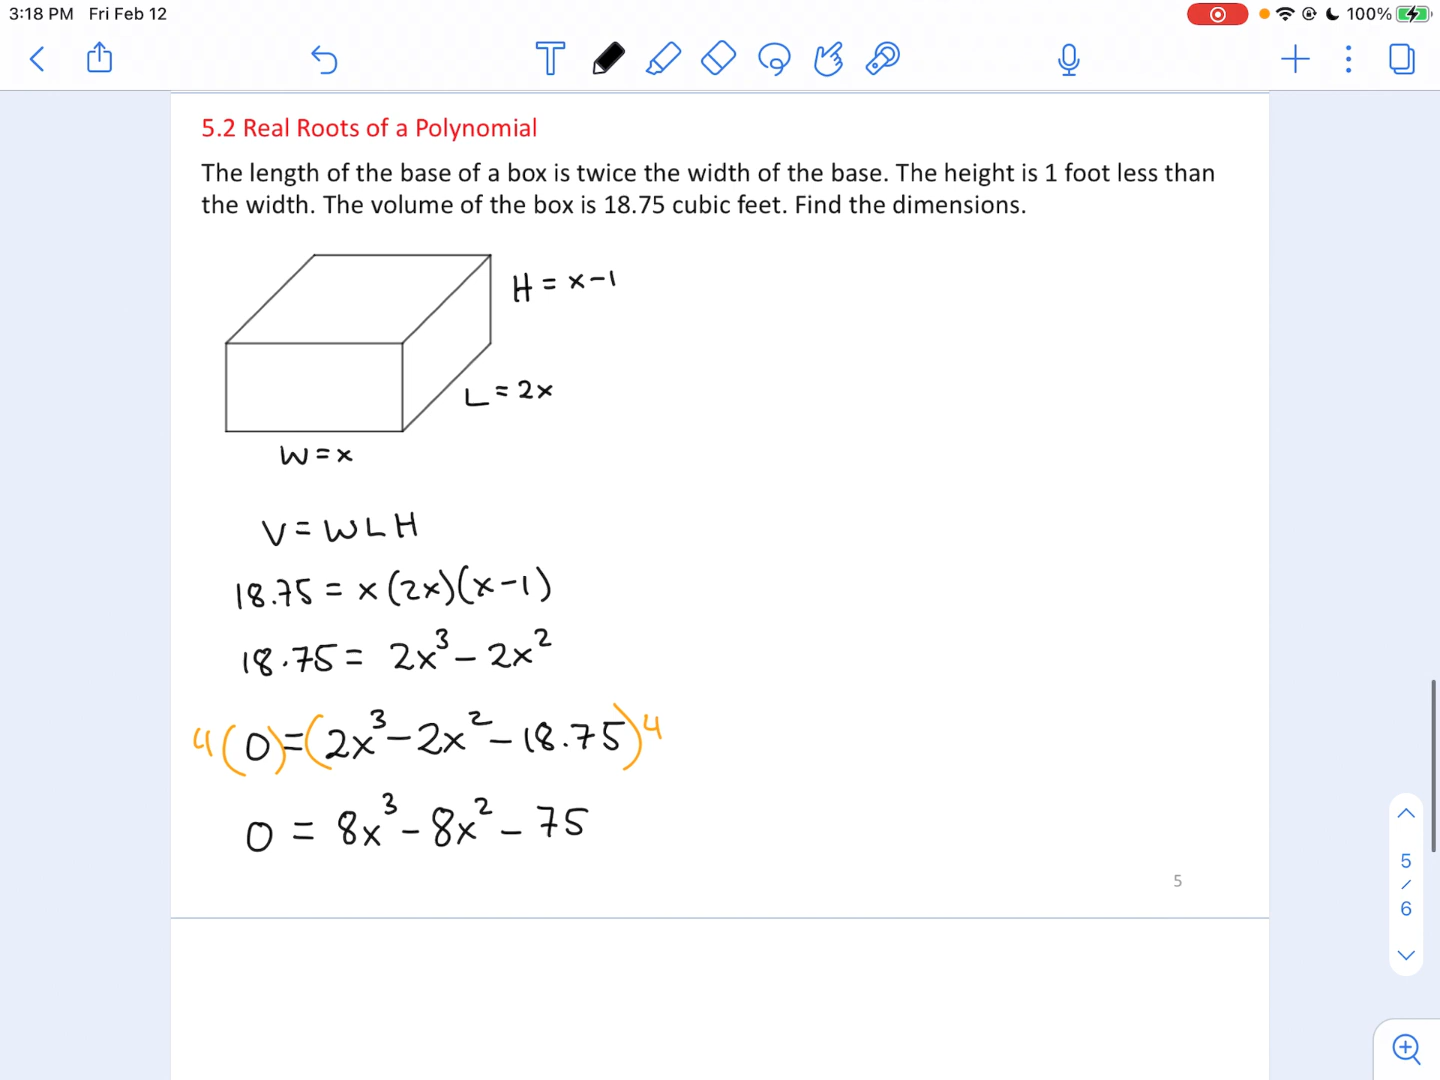 3:18 PM Fri Feb 12
100%
T
5.2 Real Roots of a Polynomial
The length of the base of a box is twice the width of the base. The height is 1 foot less than
the width. The volume of the box is 18.75 cubic feet. Find the dimensions.
H = x-1
L = 2x
W = x
V = WLH
18.75 = x(2x)(x-1)
18.75 = 2x³ - 2x²
4(0)=(2x³-2x²-18.75)4
0 = 8x³ - 8x² - 75
5
5
/
6